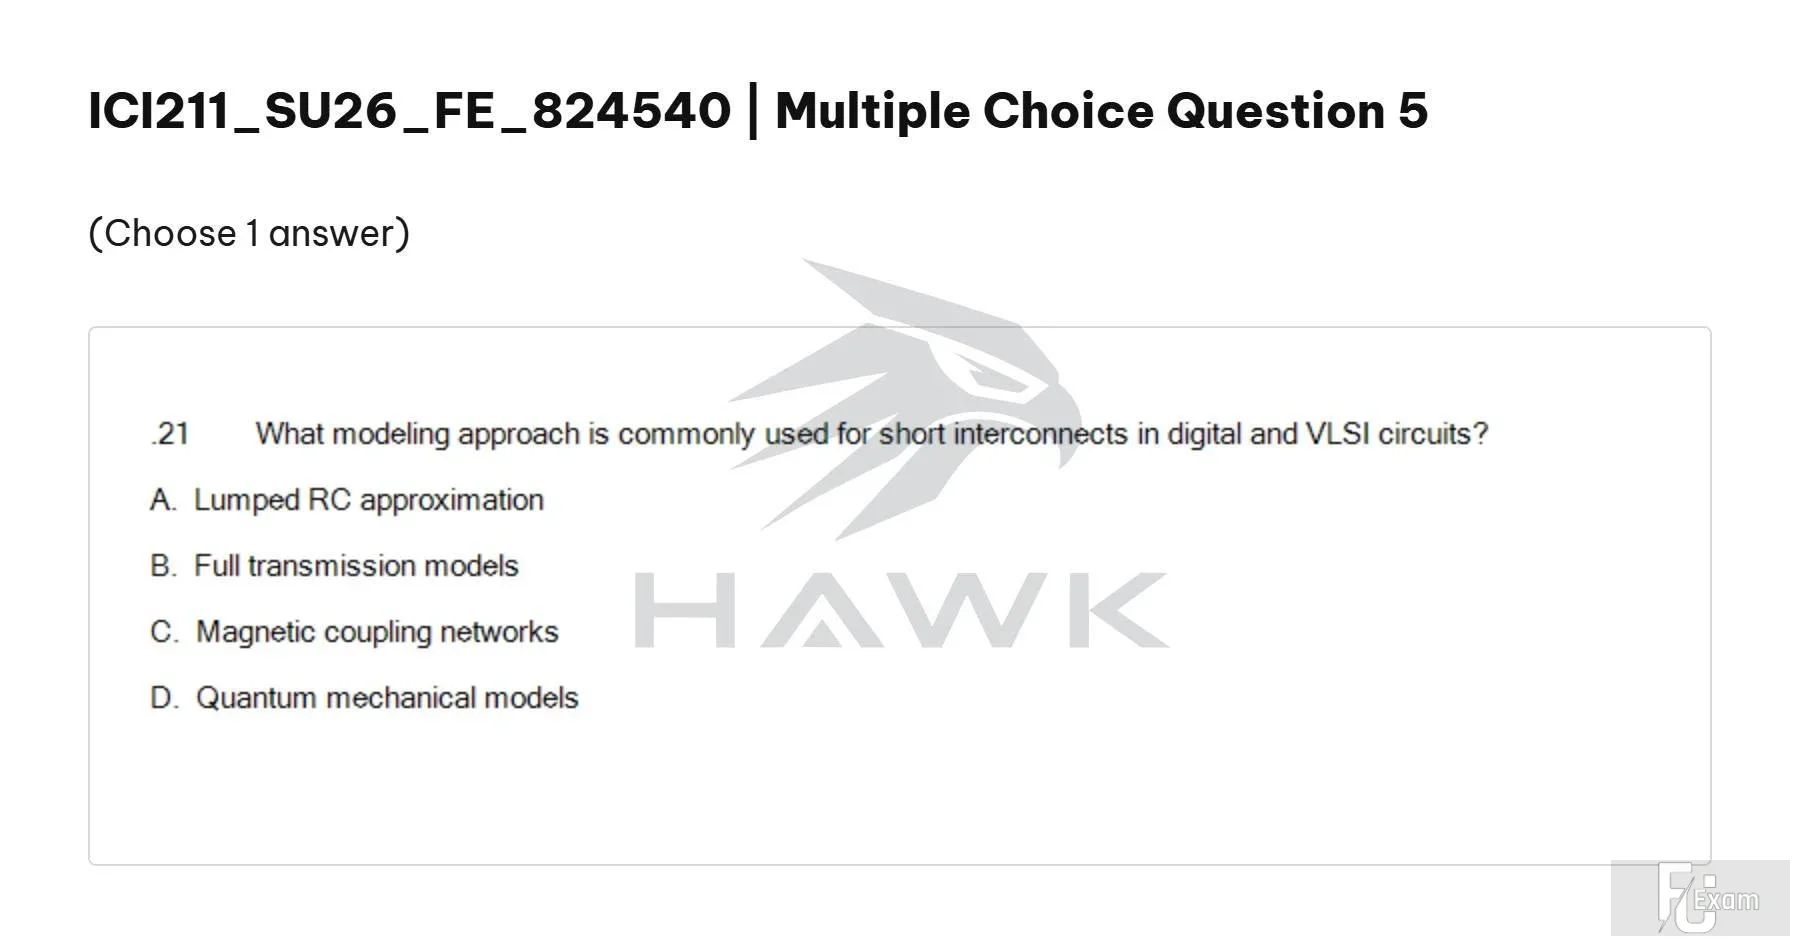 ICI211_SU26_FE_824540 | Multiple Choice Question 5
(Choose 1 answer)
.21 What modeling approach is commonly used for short interconnects in digital and VLSI circuits?
A. Lumped RC approximation
B. Full transmission models
C. Magnetic coupling networks
D. Quantum mechanical models
HAWK
FU Exam